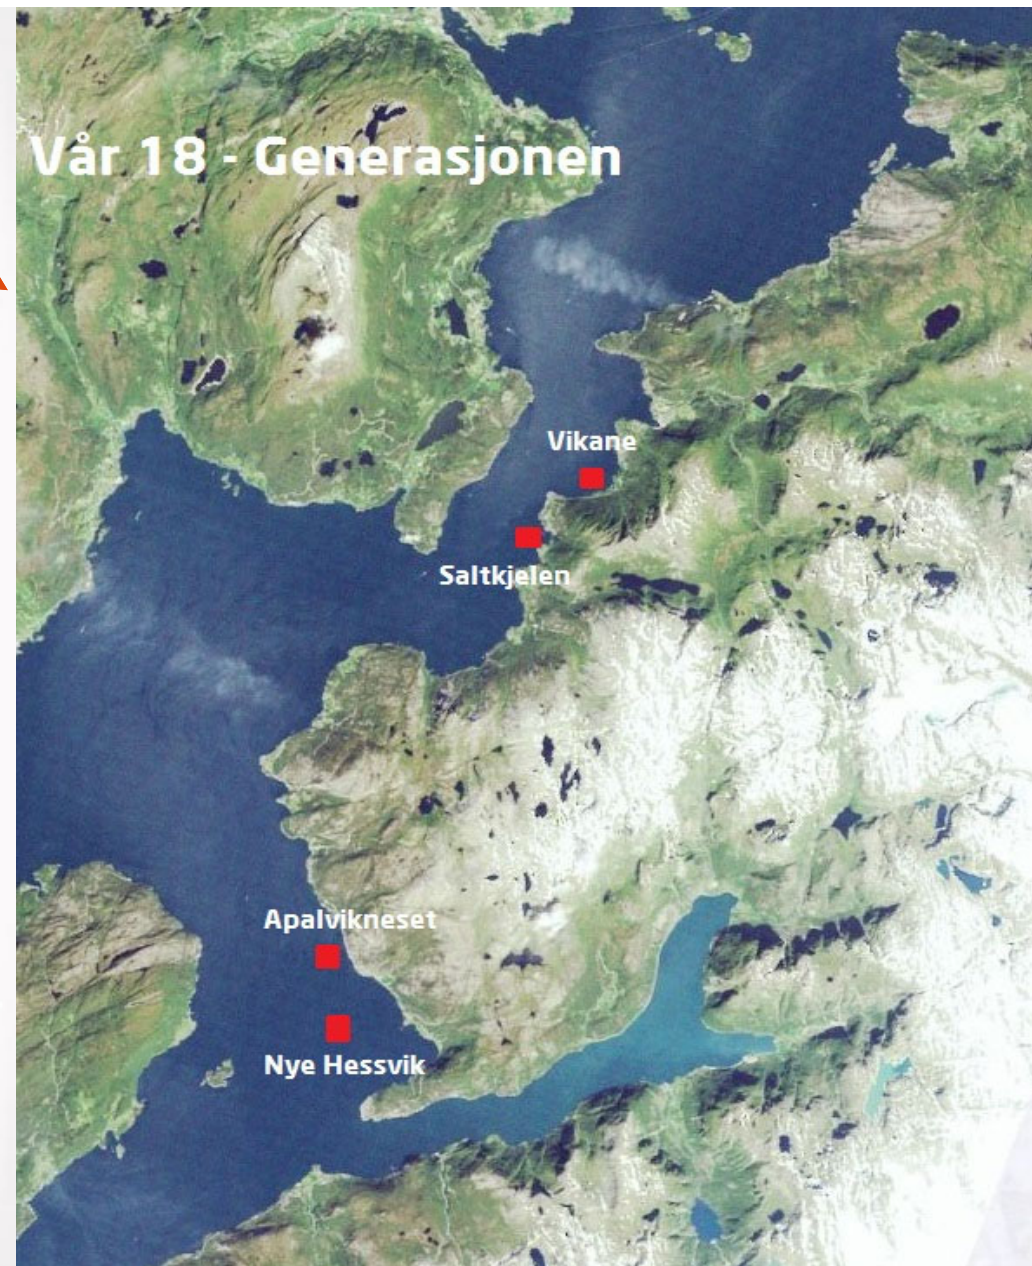 Vår 18 - Generasjonen
Vikane
Saltkjelen
Apalvikneset
Nye Hessvik